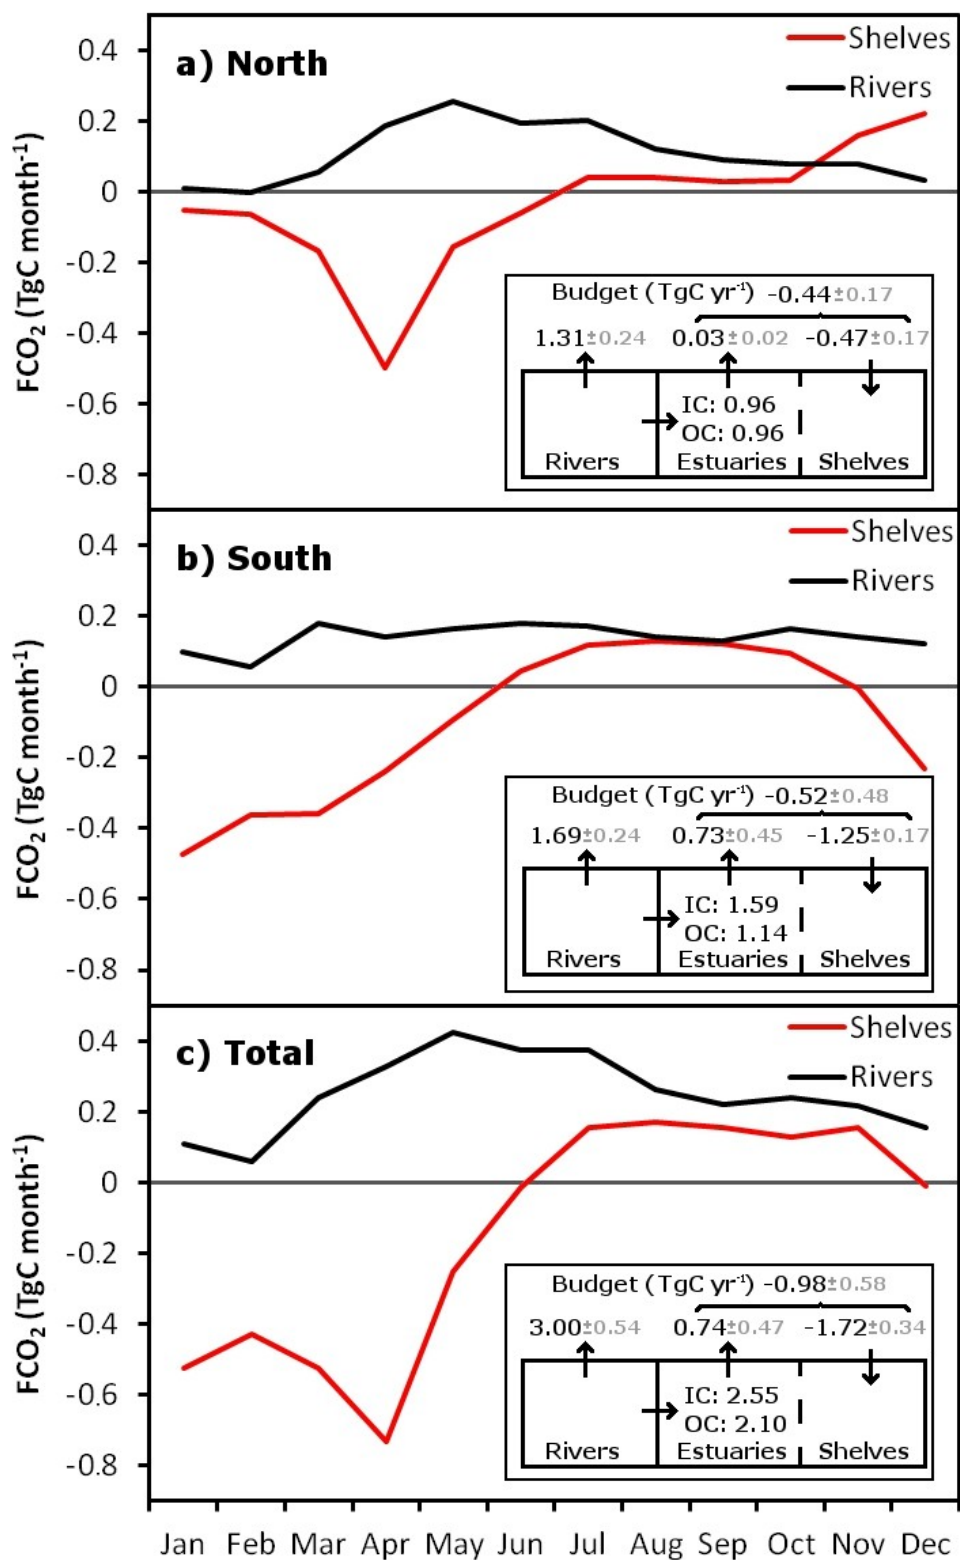 FCO₂ (TgC month⁻¹)
0.4
0.2
0
-0.2
-0.4
-0.6
-0.8
a) North
Shelves
Rivers
Budget (TgC yr⁻¹) -0.44±0.17
1.31±0.24 0.03±0.02 -0.47±0.17
IC: 0.96
OC: 0.96
Rivers Estuaries Shelves
FCO₂ (TgC month⁻¹)
0.4
0.2
0
-0.2
-0.4
-0.6
-0.8
b) South
Shelves
Rivers
Budget (TgC yr⁻¹) -0.52±0.48
1.69±0.24 0.73±0.45 -1.25±0.17
IC: 1.59
OC: 1.14
Rivers Estuaries Shelves
FCO₂ (TgC month⁻¹)
0.4
0.2
0
-0.2
-0.4
-0.6
-0.8
c) Total
Shelves
Rivers
Budget (TgC yr⁻¹) -0.98±0.58
3.00±0.54 0.74±0.47 -1.72±0.34
IC: 2.55
OC: 2.10
Rivers Estuaries Shelves
Jan Feb Mar Apr May Jun Jul Aug Sep Oct Nov Dec